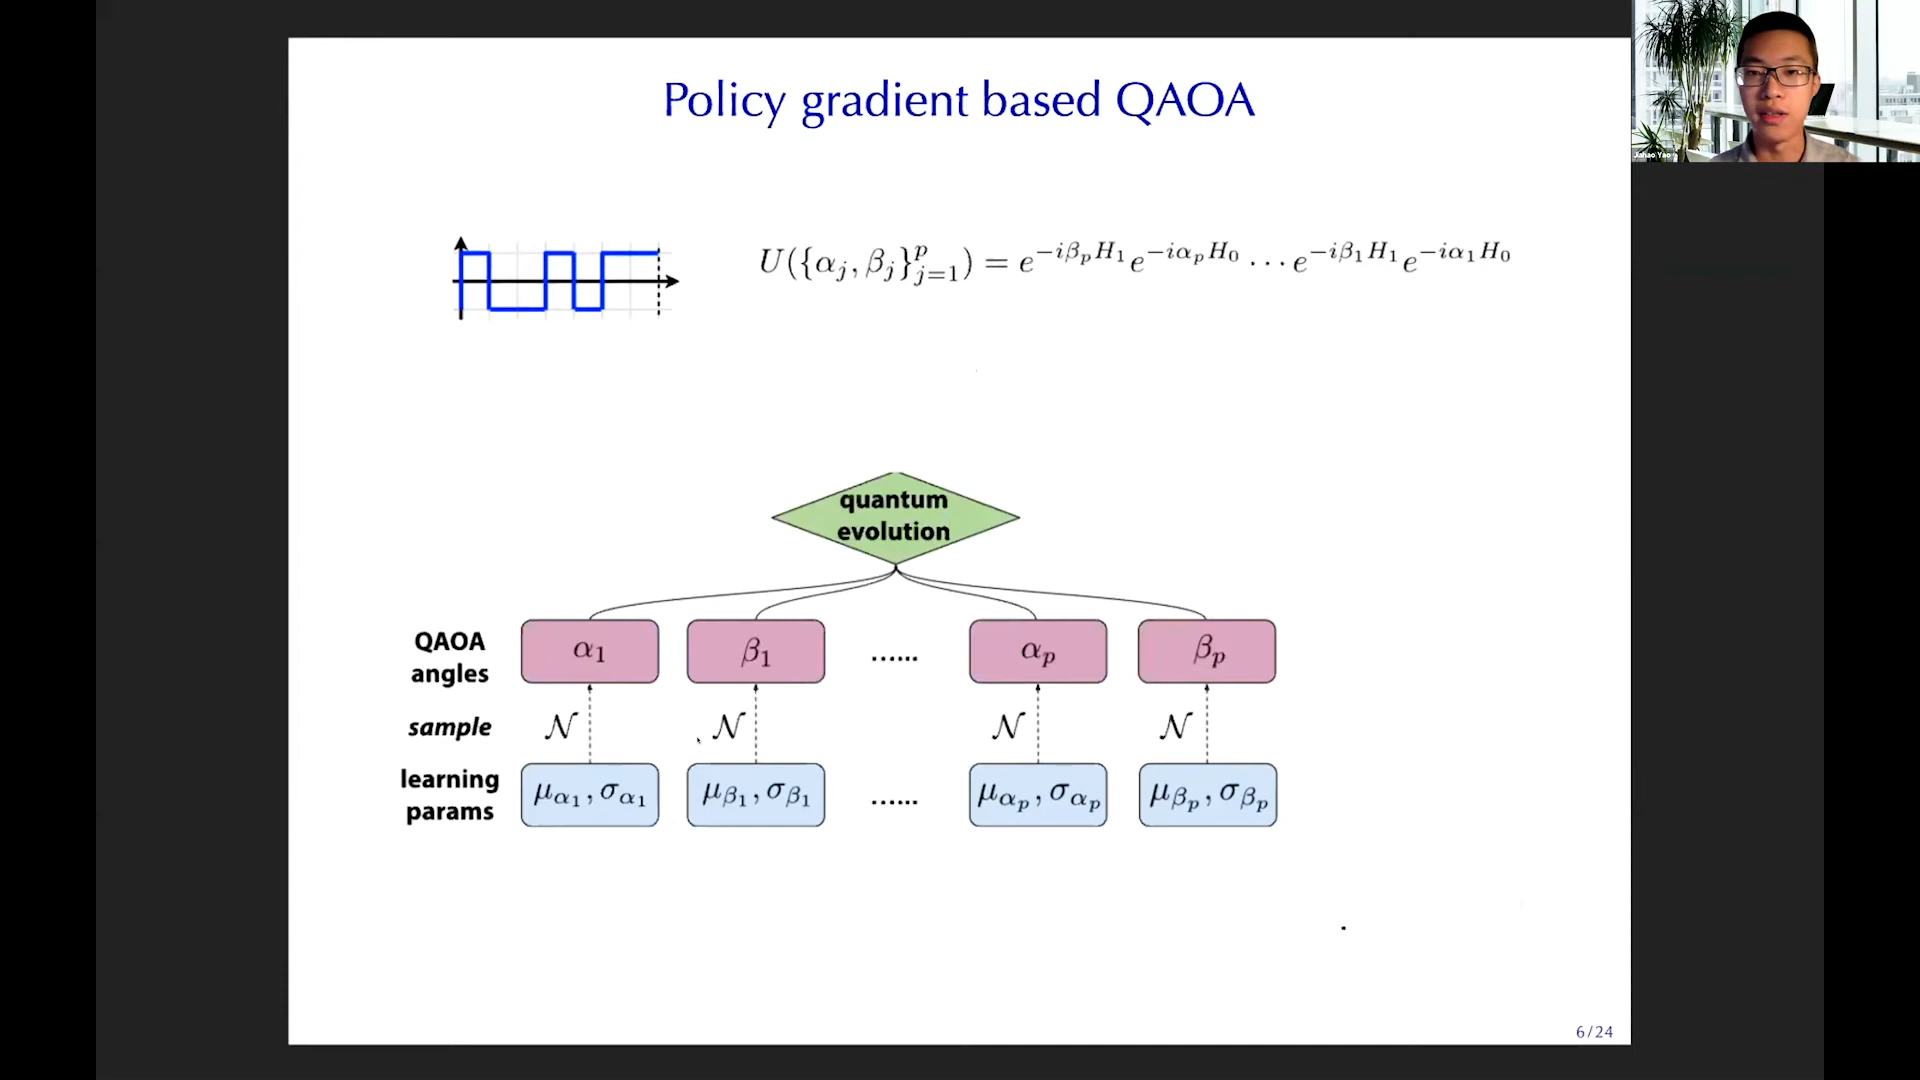 Policy gradient based QAOA
Jiahao Yao
U({α_j, β_j}_{j=1}^p) = e^{-iβ_p H_1} e^{-iα_p H_0} ··· e^{-iβ_1 H_1} e^{-iα_1 H_0}
quantum
evolution
QAOA
angles
α_1 β_1 ...... α_p β_p
sample 𝒩 𝒩 𝒩 𝒩
learning
params
μ_{α_1}, σ_{α_1} μ_{β_1}, σ_{β_1} ...... μ_{α_p}, σ_{α_p} μ_{β_p}, σ_{β_p}
6/24